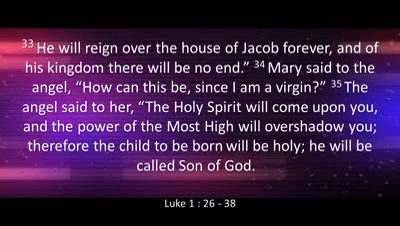 33 He will reign over the house of Jacob forever, and of
his kingdom there will be no end.” 34 Mary said to the
angel, “How can this be, since I am a virgin?” 35 The
angel said to her, “The Holy Spirit will come upon you,
and the power of the Most High will overshadow you;
therefore the child to be born will be holy; he will be
called Son of God.
Luke 1 : 26 - 38